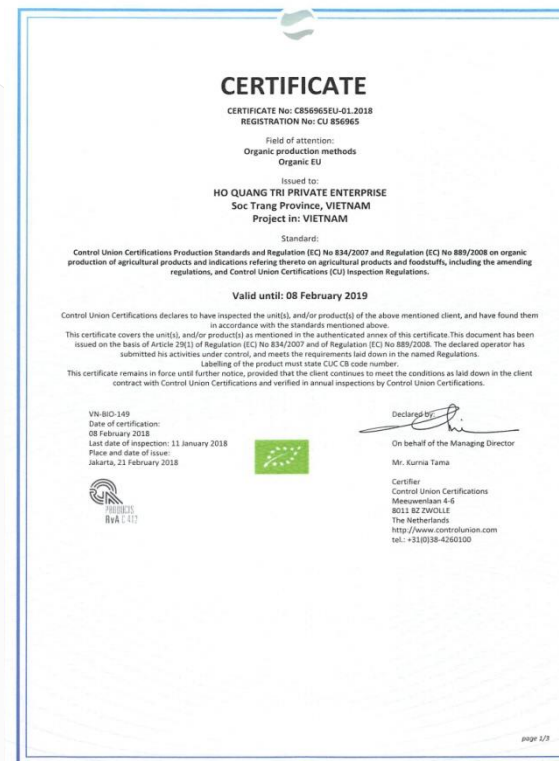 CERTIFICATE
CERTIFICATE No: C856965EU-01.2018
REGISTRATION No: CU 856965
Field of attention:
Organic production methods
Organic EU
Issued to:
HO QUANG TRI PRIVATE ENTERPRISE
Soc Trang Province, VIETNAM
Project in: VIETNAM
Standard:
Control Union Certifications Production Standards and Regulation (EC) No 834/2007 and Regulation (EC) No 889/2008 on organic
production of agricultural products and indications refering thereto on agricultural products and foodstuffs, including the amending
regulations, and Control Union Certifications (CU) Inspection Regulations.
Valid until: 08 February 2019
Control Union Certifications declares to have inspected the unit(s), and/or product(s) of the above mentioned client, and have found them
in accordance with the standards mentioned above.
This certificate covers the unit(s), and/or product(s) as mentioned in the authenticated annex of this certificate.This document has been
issued on the basis of Article 29(1) of Regulation (EC) No 834/2007 and of Regulation (EC) No 889/2008. The declared operator has
submitted his activities under control, and meets the requirements laid down in the named Regulations.
Labelling of the product must state CUC CB code number.
This certificate remains in force until further notice, provided that the client continues to meet the conditions as laid down in the client
contract with Control Union Certifications and verified in annual inspections by Control Union Certifications.
VN-BIO-149
Date of certification:
08 February 2018
Last date of inspection: 11 January 2018
Place and date of issue:
Jakarta, 21 February 2018
PRODUCTS
RvA C 412
Declared by:
On behalf of the Managing Director
Mr. Kurnia Tama
Certifier
Control Union Certifications
Meeuwenlaan 4-6
8011 BZ ZWOLLE
The Netherlands
http://www.controlunion.com
tel.: +31(0)38-4260100
page 1/3